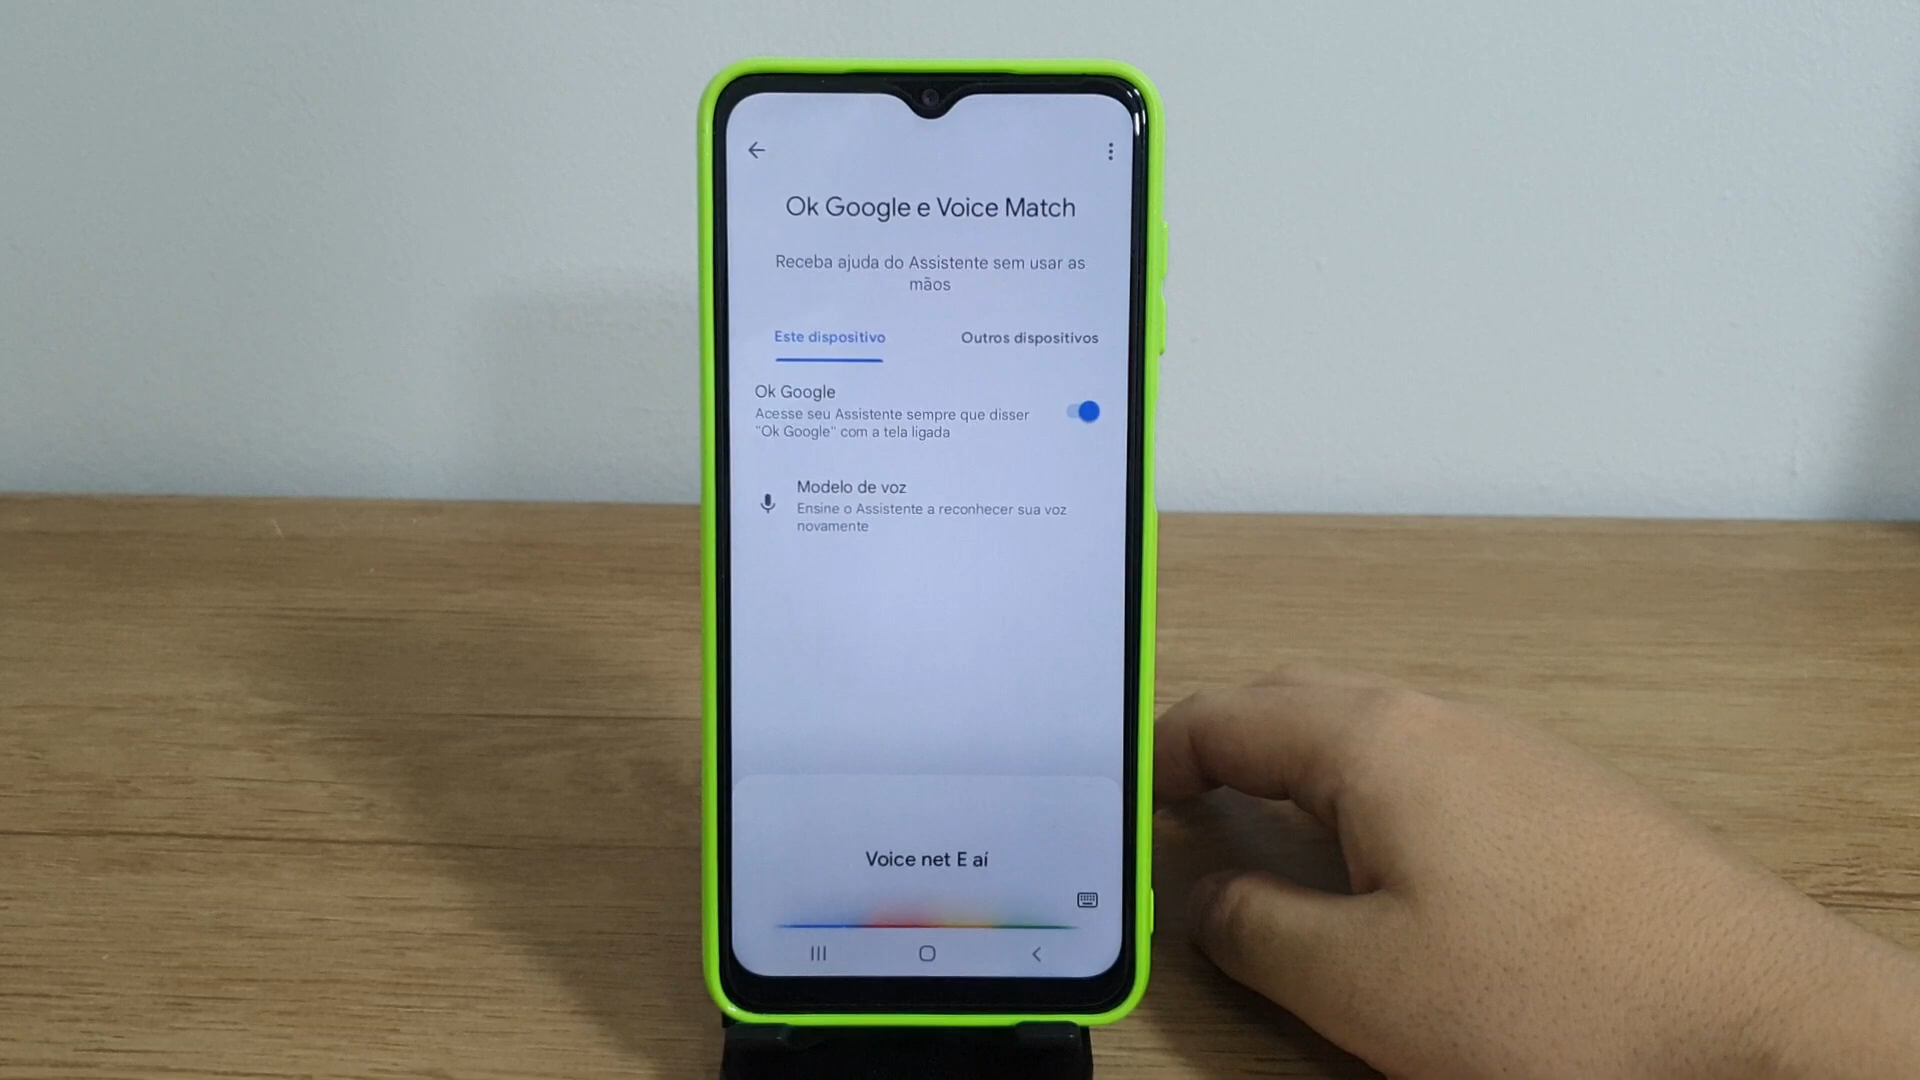 Ok Google e Voice Match
Receba ajuda do Assistente sem usar as
mãos
Este dispositivo
Outros dispositivos
Ok Google
Acesse seu Assistente sempre que disser
"Ok Google" com a tela ligada
Modelo de voz
Ensine o Assistente a reconhecer sua voz
novamente
Voice net E aí